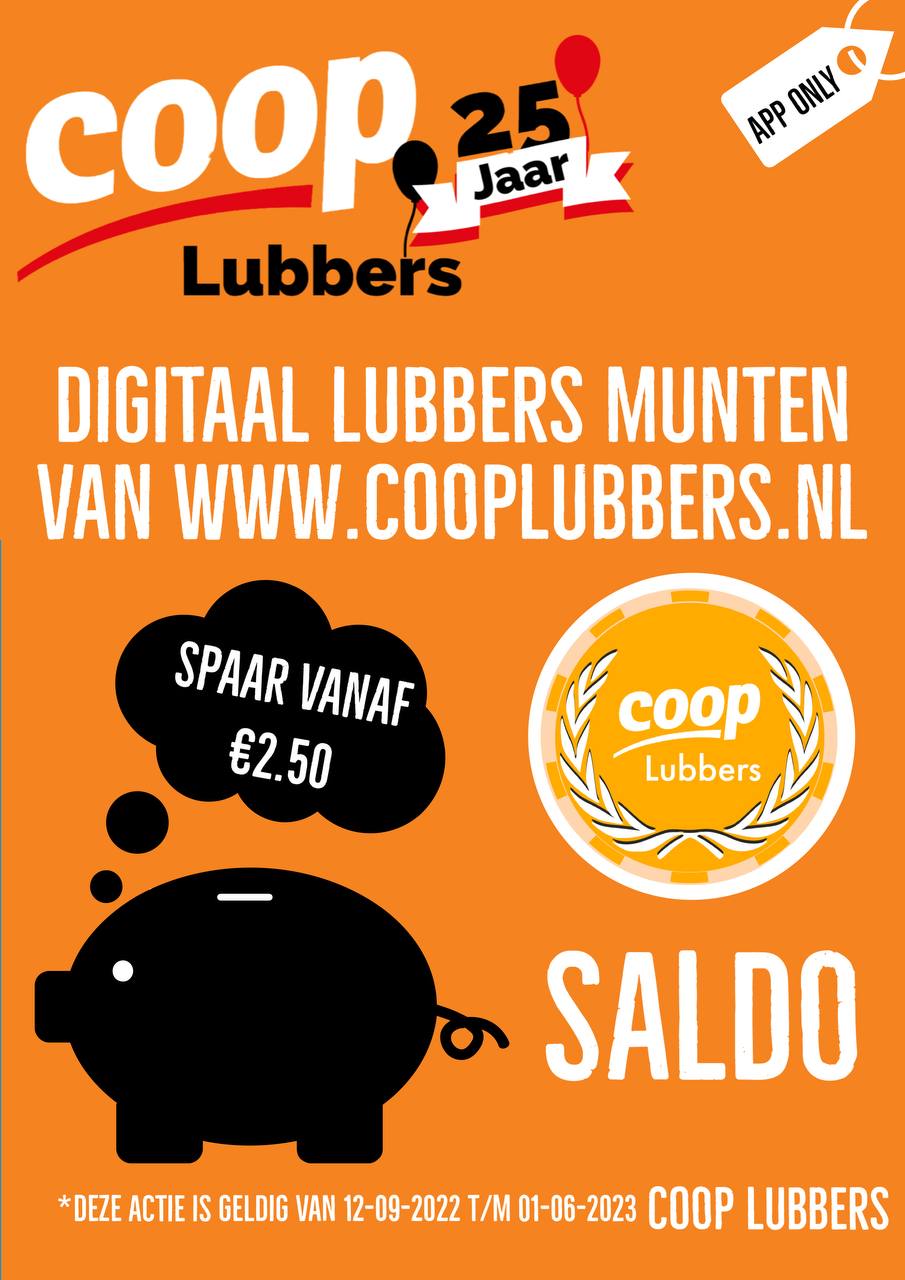 coop
25
Jaar
Lubbers
APP ONLY
DIGITAAL LUBBERS MUNTEN
VAN WWW.COOPLUBBERS.NL
SPAAR VANAF
€2.50
coop
Lubbers
SALDO
*DEZE ACTIE IS GELDIG VAN 12-09-2022 T/M 01-06-2023 COOP LUBBERS